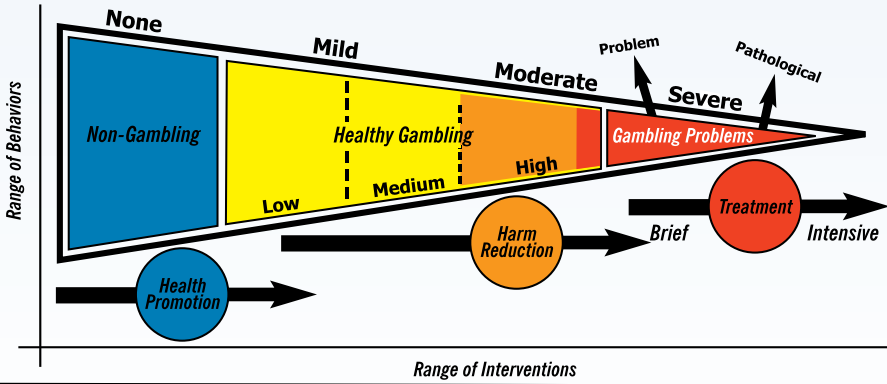 None
Mild
Moderate
Severe
Problem
Pathological
Range of Behaviors
Non-Gambling
Healthy Gambling
Gambling Problems
Low
Medium
High
Health
Promotion
Harm
Reduction
Treatment
Brief
Intensive
Range of Interventions